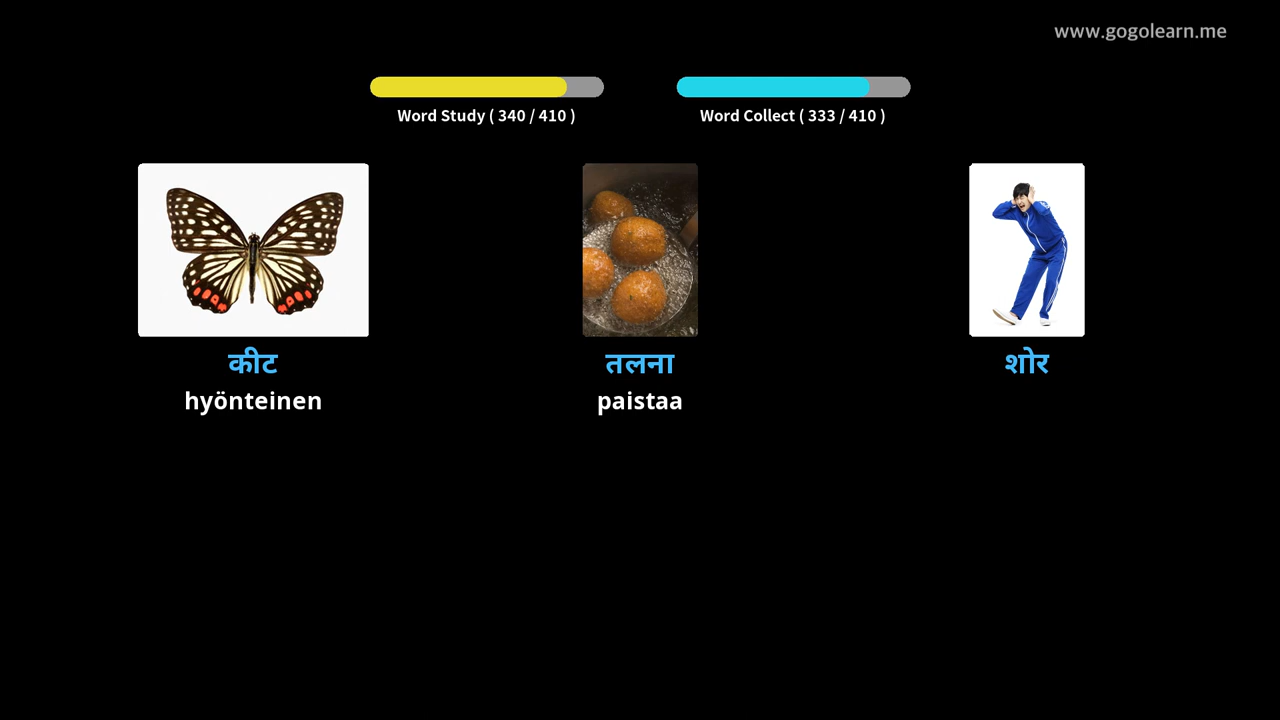 www.gogolearn.me
Word Study ( 340 / 410 )
Word Collect ( 333 / 410 )
कीट
तलना
शोर
hyönteinen
paistaa